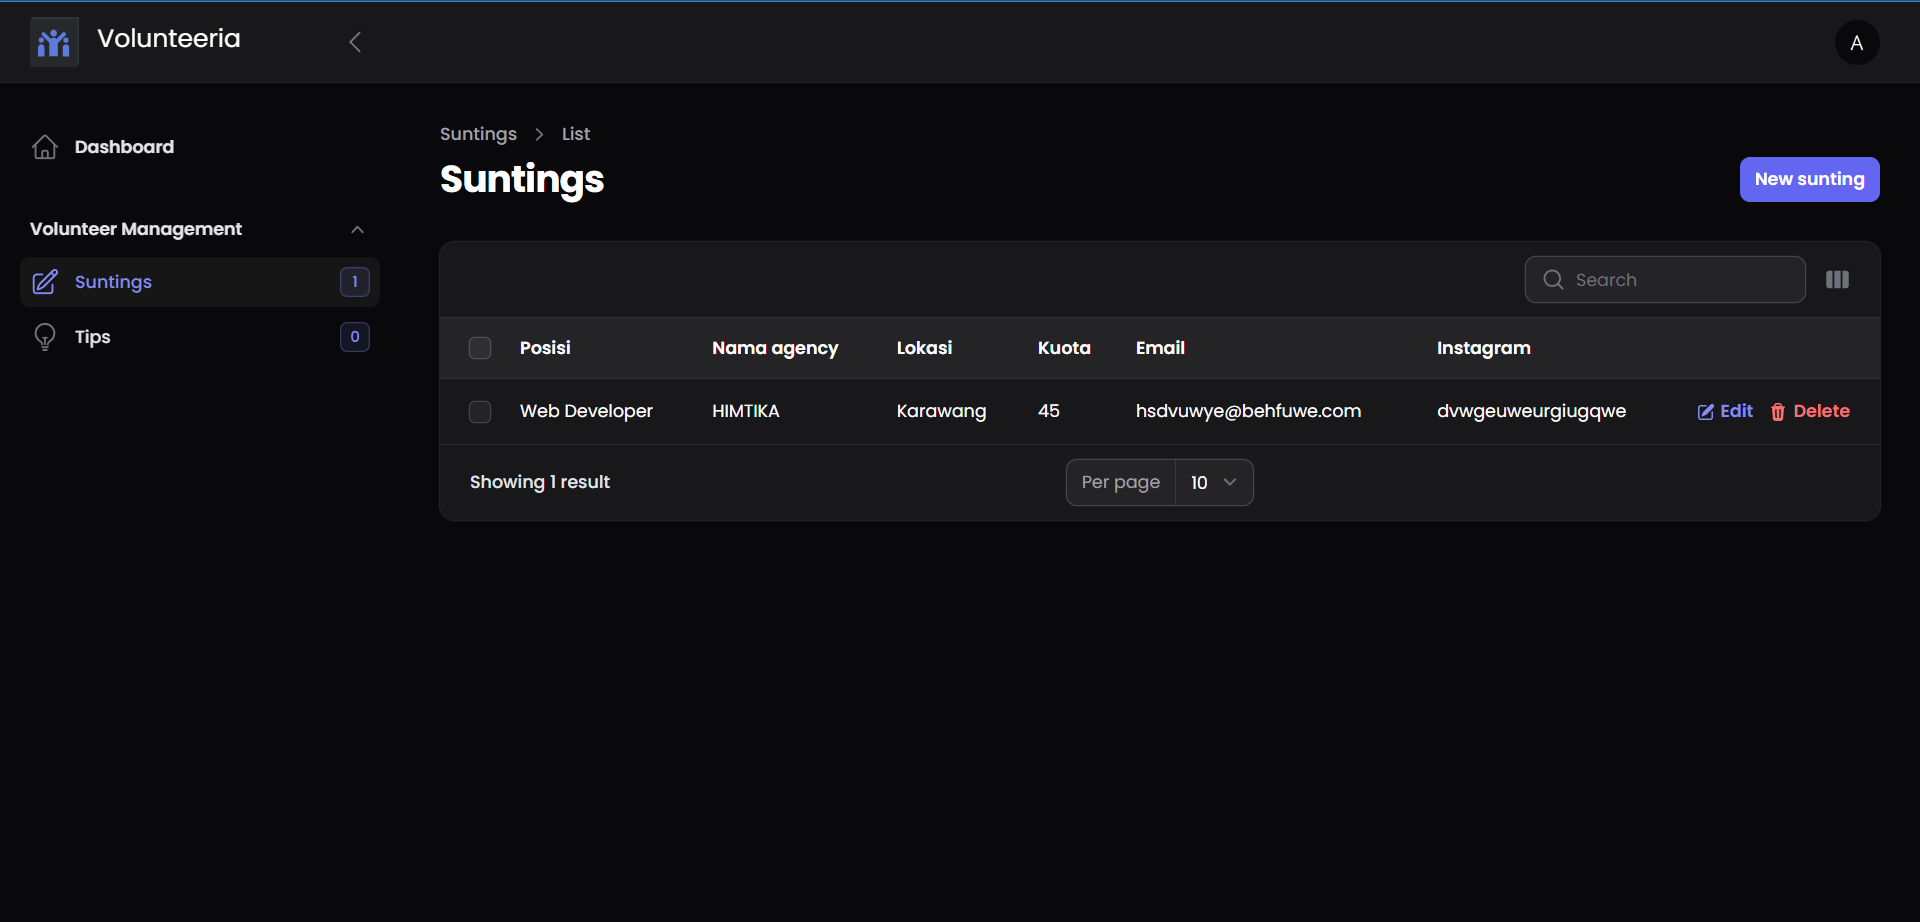 Volunteeria
A
Dashboard
Volunteer Management
Suntings 1
Tips 0
Suntings > List
Suntings
New sunting
Search
Posisi Nama agency Lokasi Kuota Email Instagram
Web Developer HIMTIKA Karawang 45 hsdvuwye@behfuwe.com dvwgeuweurgiugqwe Edit Delete
Showing 1 result
Per page 10